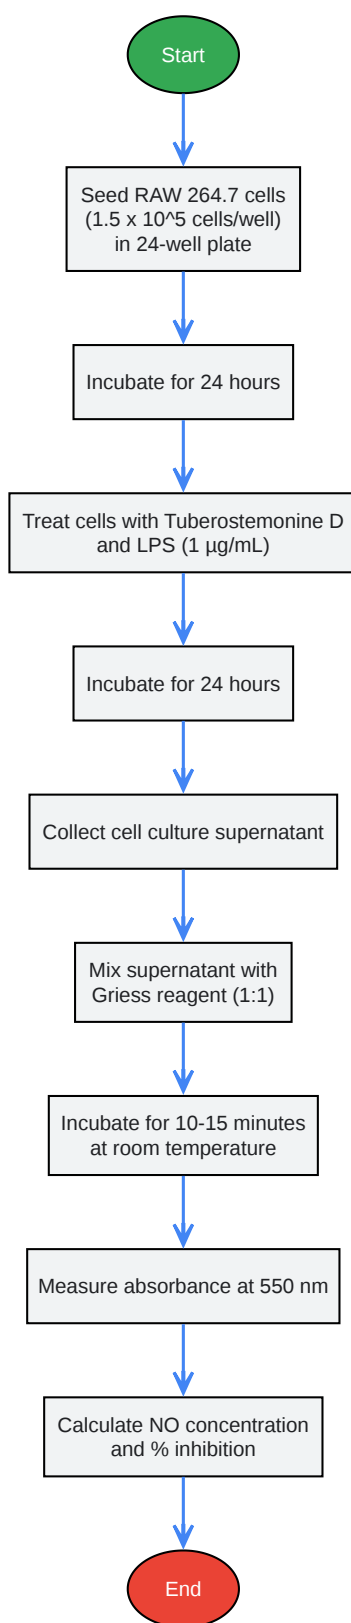 Start
Seed RAW 264.7 cells
(1.5 x 10^5 cells/well)
in 24-well plate
Incubate for 24 hours
Treat cells with Tuberostemonine D
and LPS (1 µg/mL)
Incubate for 24 hours
Collect cell culture supernatant
Mix supernatant with
Griess reagent (1:1)
Incubate for 10-15 minutes
at room temperature
Measure absorbance at 550 nm
Calculate NO concentration
and % inhibition
End